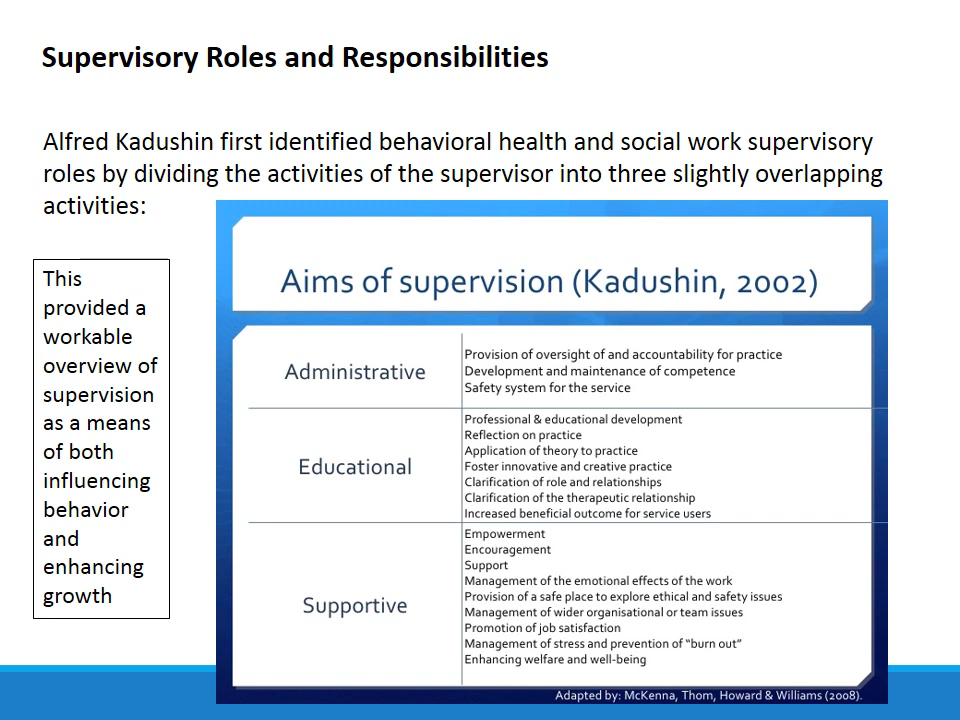 Supervisory Roles and Responsibilities
Alfred Kadushin first identified behavioral health and social work supervisory
roles by dividing the activities of the supervisor into three slightly overlapping
activities:
This
provided a
workable
overview of
supervision
as a means
of both
influencing
behavior
and
enhancing
growth
Aims of supervision (Kadushin, 2002)
Administrative
Provision of oversight of and accountability for practice
Development and maintenance of competence
Safety system for the service
Educational
Professional & educational development
Reflection on practice
Application of theory to practice
Foster innovative and creative practice
Clarification of role and relationships
Clarification of the therapeutic relationship
Increased beneficial outcome for service users
Supportive
Empowerment
Encouragement
Support
Management of the emotional effects of the work
Provision of a safe place to explore ethical and safety issues
Management of wider organisational or team issues
Promotion of job satisfaction
Management of stress and prevention of “burn out”
Enhancing welfare and well-being
Adapted by: McKenna, Thom, Howard & Williams (2008).